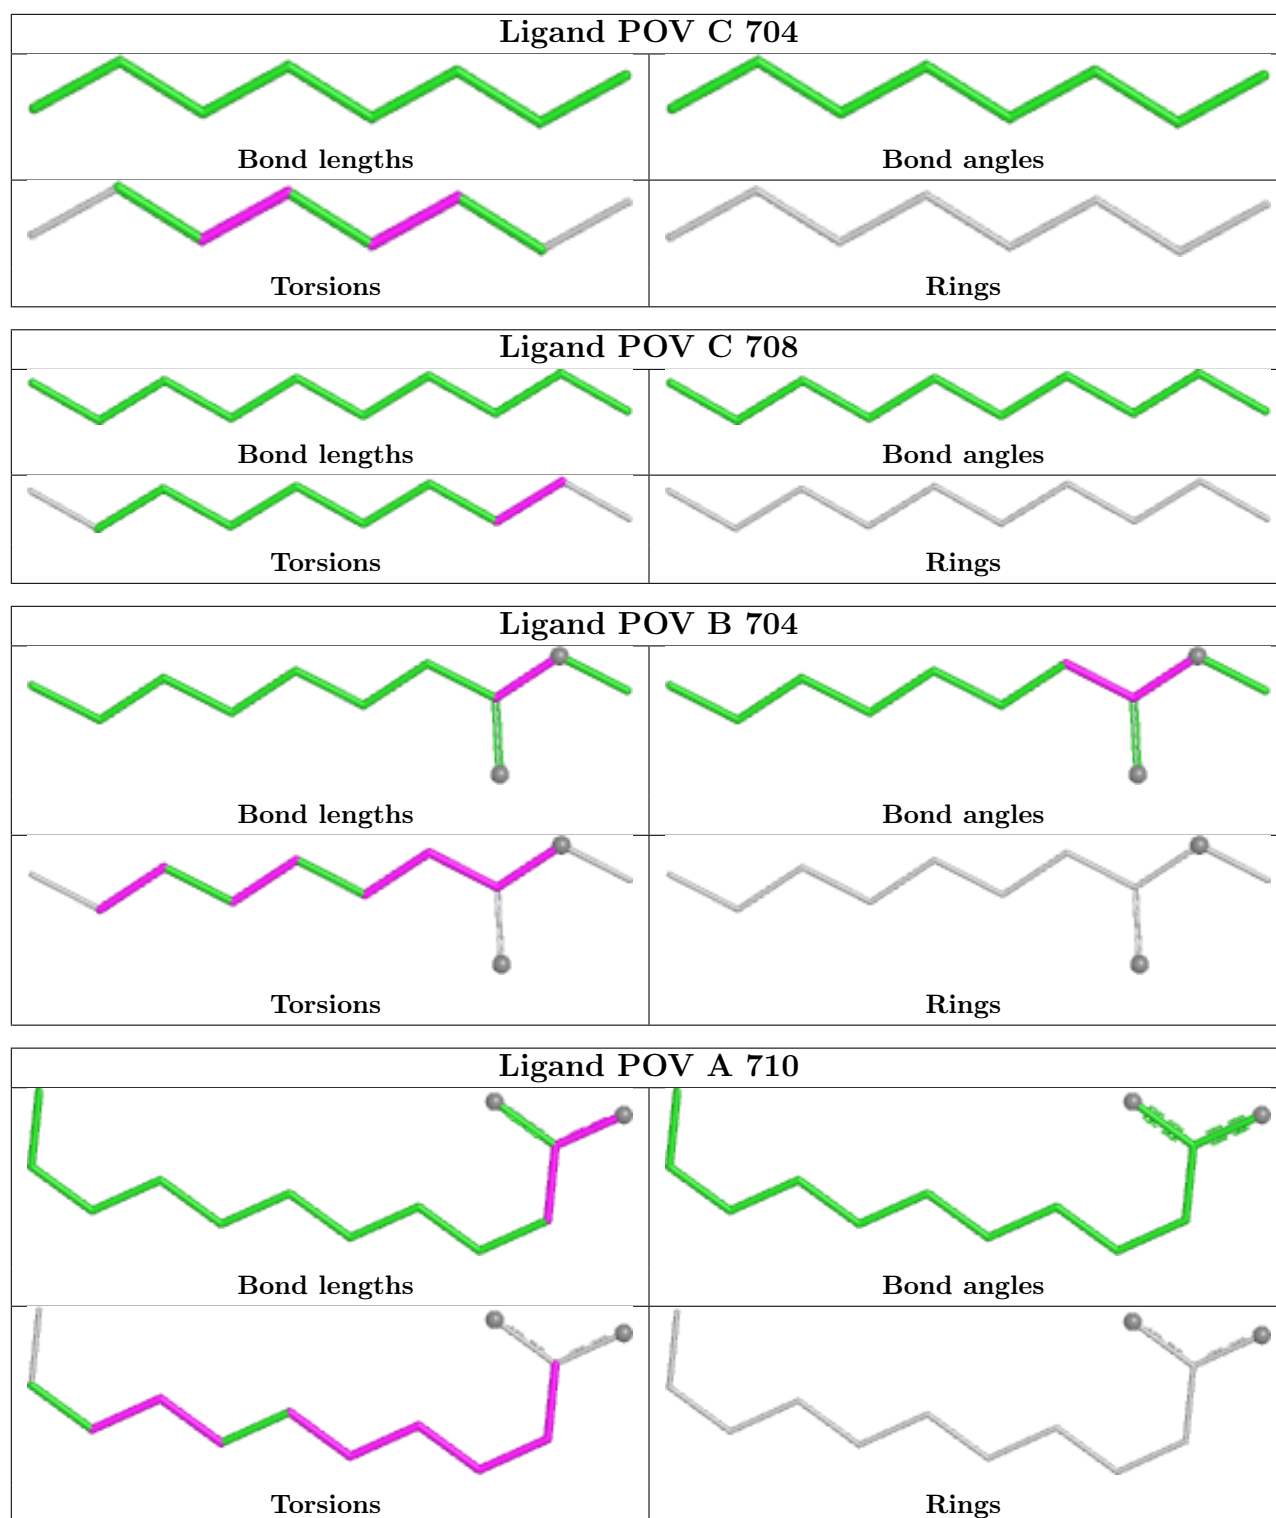 Ligand POV C 704
Bond lengths
Bond angles
Torsions
Rings
Ligand POV C 708
Bond lengths
Bond angles
Torsions
Rings
Ligand POV B 704
Bond lengths
Bond angles
Torsions
Rings
Ligand POV A 710
Bond lengths
Bond angles
Torsions
Rings